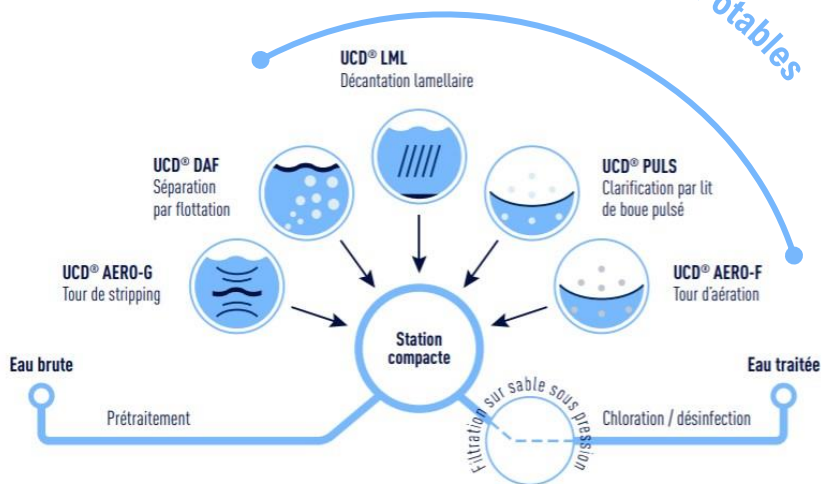 UCD® LML
Décantation lamellaire
UCD® DAF
Séparation
par flottation
UCD® PULS
Clarification par lit
de boue pulsé
UCD® AERO-G
Tour de stripping
UCD® AERO-F
Tour d'aération
Station
compacte
Eau brute
Eau traitée
Prétraitement
Filtration sur sable sous pression
Chloration / désinfection